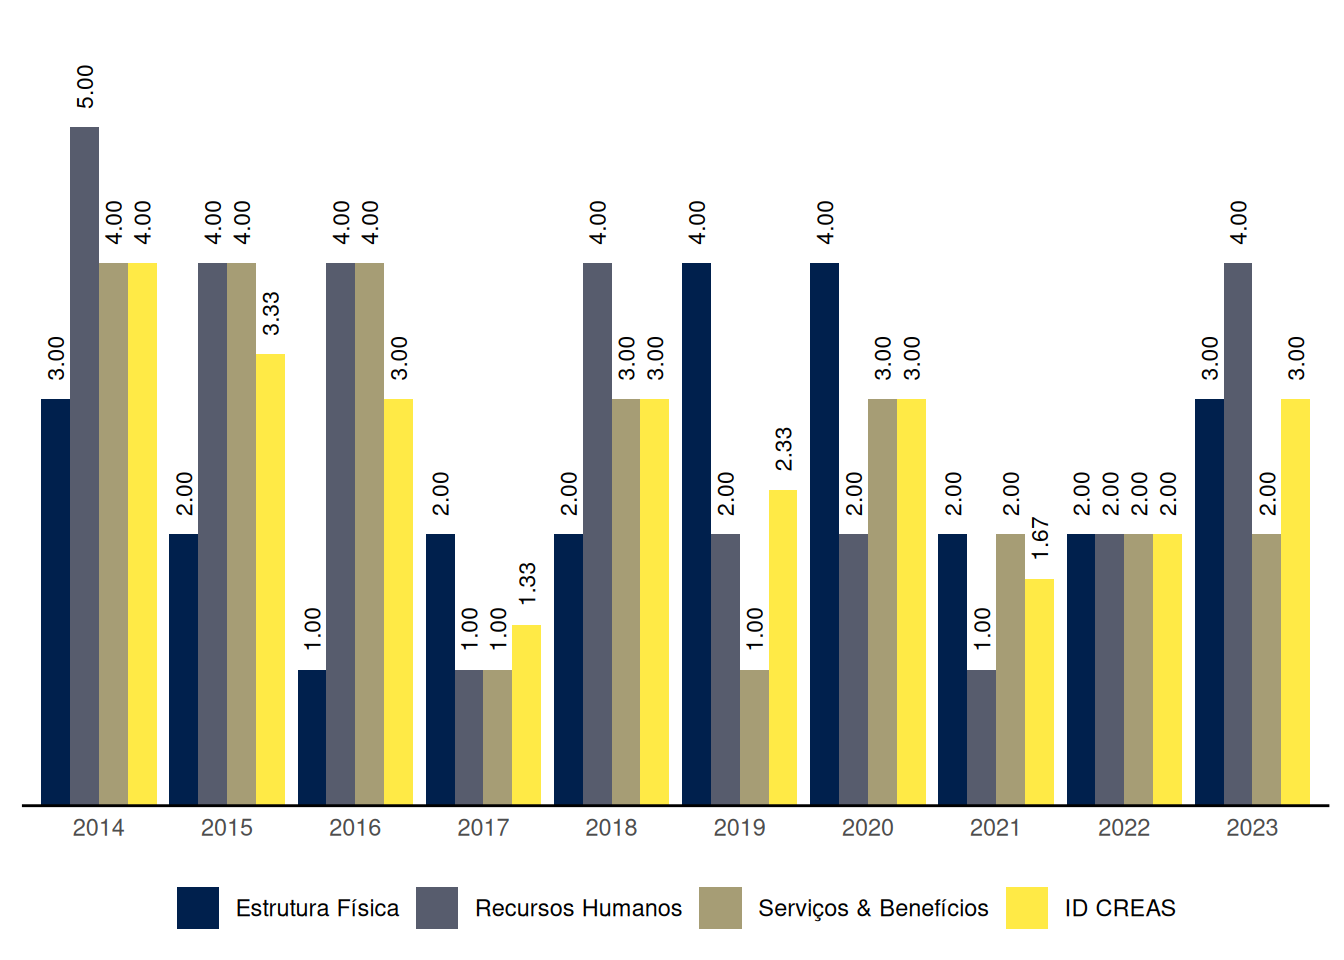 5.00
4.00 4.00 4.00 4.00 4.00 4.00 4.00 4.00 4.00 4.00
3.33
3.00 3.00 3.00 3.00 3.00 3.00 3.00 3.00
2.33
2.00 2.00 2.00 2.00 2.00 2.00 2.00 2.00 2.00 2.00 2.00 2.00
1.67
1.33
1.00 1.00 1.00 1.00 1.00
2014 2015 2016 2017 2018 2019 2020 2021 2022 2023
Estrutura Física Recursos Humanos Serviços & Benefícios ID CREAS